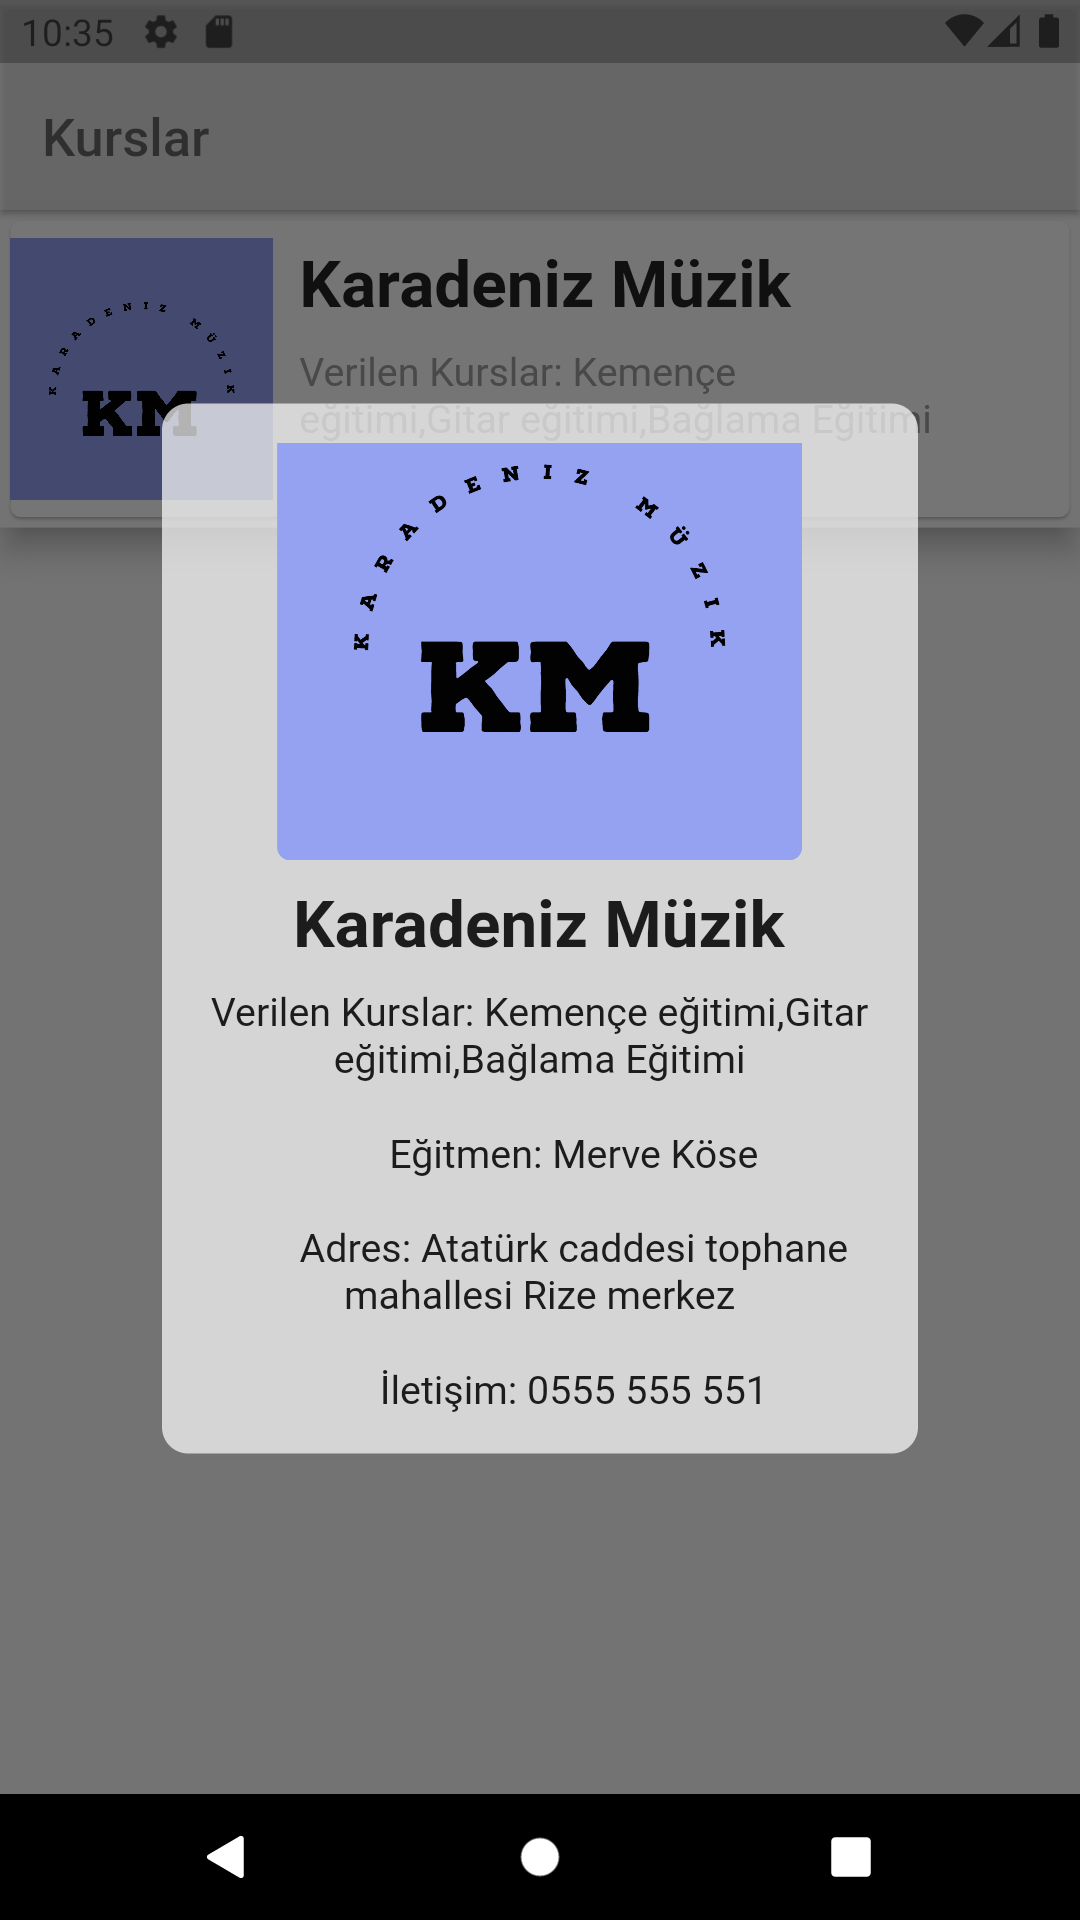 10:35
Kurslar
KARADENIZ MÜZIK
KM
Karadeniz Müzik
Verilen Kurslar: Kemençe
eğitimi,Gitar eğitimi,Bağlama Eğitimi
KARADENIZ MÜZIK
KM
Karadeniz Müzik
Verilen Kurslar: Kemençe eğitimi,Gitar
eğitimi,Bağlama Eğitimi
Eğitmen: Merve Köse
Adres: Atatürk caddesi tophane
mahallesi Rize merkez
İletişim: 0555 555 551